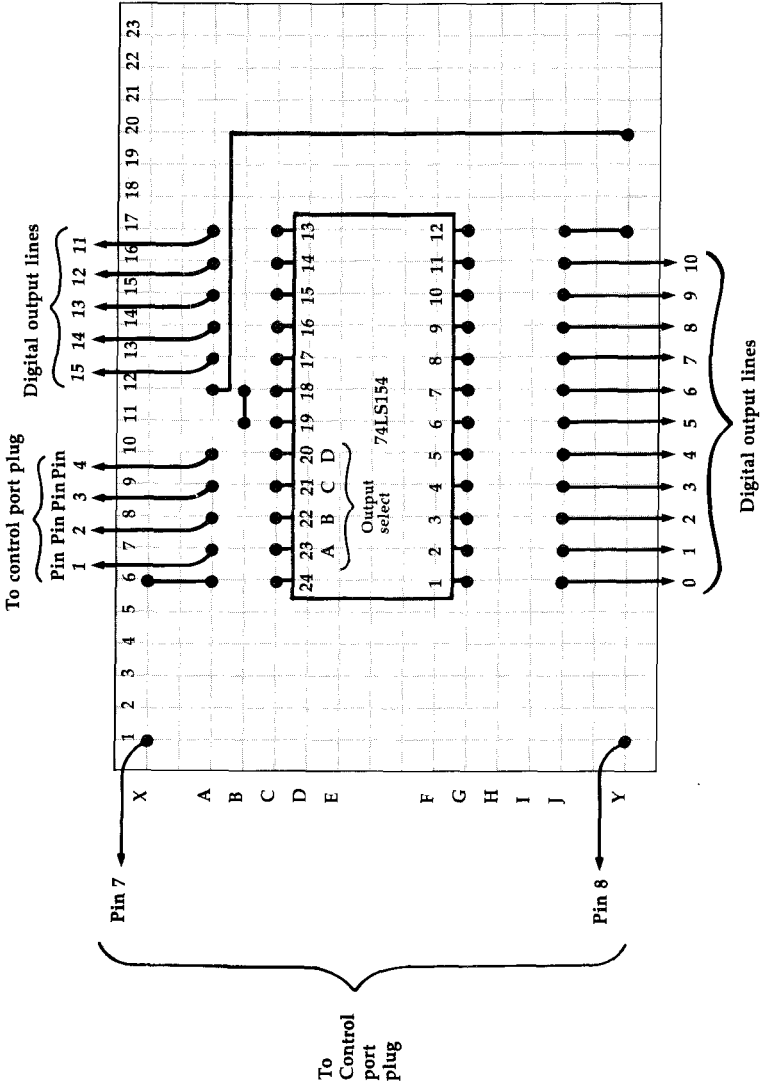 To control port plug
Digital output lines
Pin Pin Pin Pin
1 2 3 4
15 14 13 12 11
1 2 3 4 5 6 7 8 9 10 11 12 13 14 15 16 17 18 19 20 21 22 23
Pin 7
X
A
B
C
D
E
24 23 22 21 20 19 18 17 16 15 14 13
A B C D
Output
select
74LS154
1 2 3 4 5 6 7 8 9 10 11 12
F
G
H
I
J
Y
Pin 8
To
Control
port
plug
0 1 2 3 4 5 6 7 8 9 10
Digital output lines